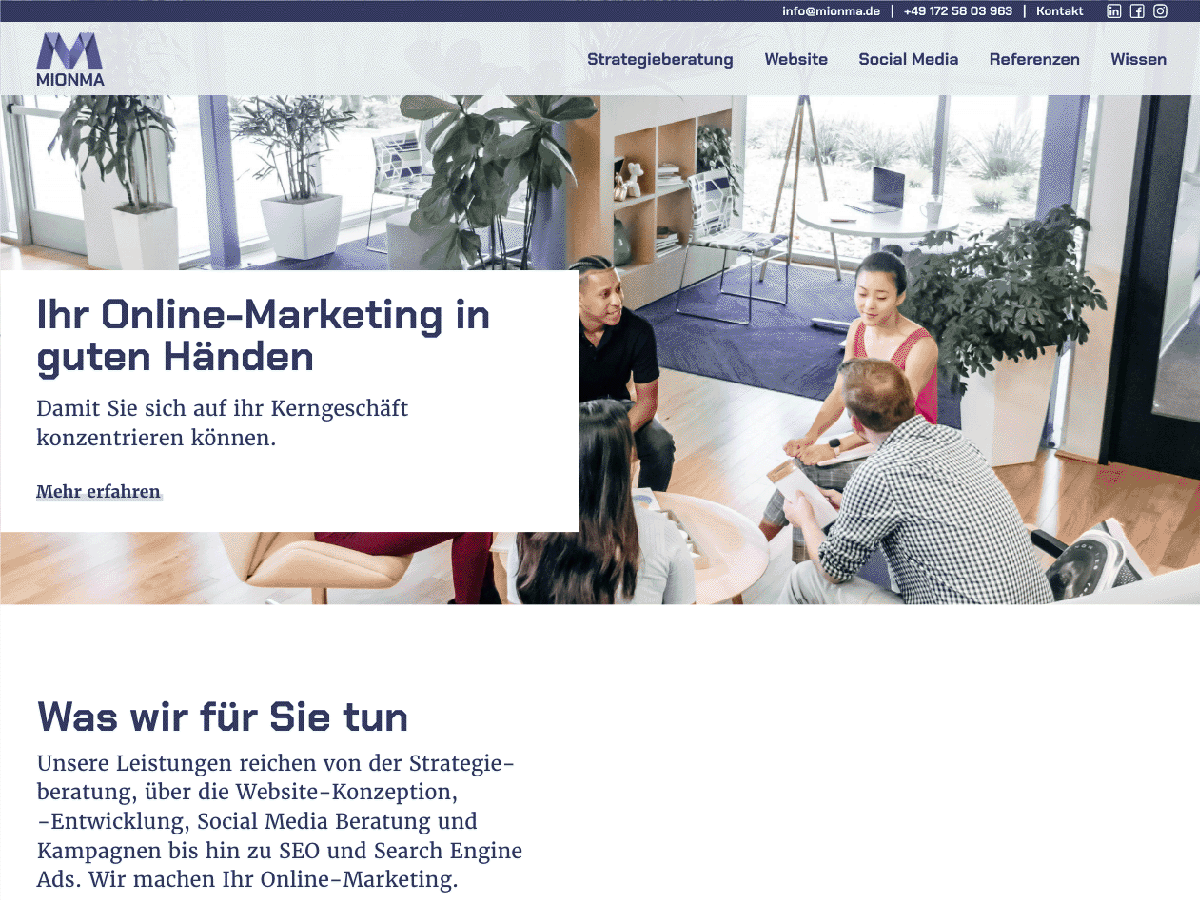 info@mionma.de | +49 172 58 03 963 | Kontakt
MIONMA
Strategieberatung Website Social Media Referenzen Wissen
Ihr Online-Marketing in
guten Händen
Damit Sie sich auf ihr Kerngeschäft
konzentrieren können.
Mehr erfahren
Was wir für Sie tun
Unsere Leistungen reichen von der Strategie-
beratung, über die Website-Konzeption,
-Entwicklung, Social Media Beratung und
Kampagnen bis hin zu SEO und Search Engine
Ads. Wir machen Ihr Online-Marketing.